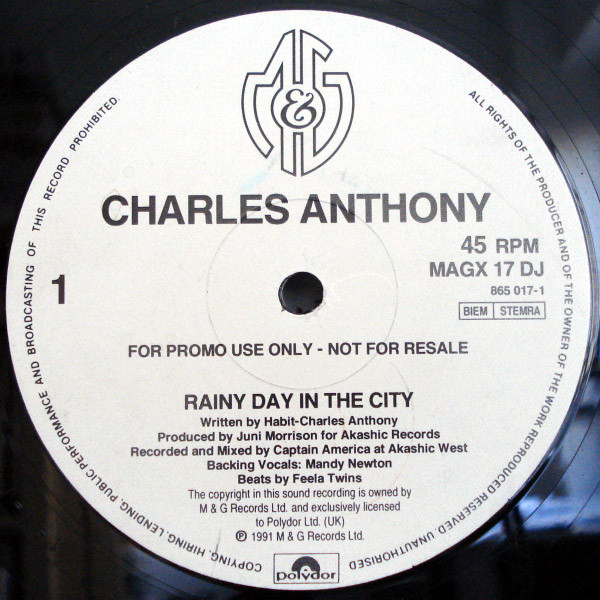 M&G
CHARLES ANTHONY
45 RPM
MAGX 17 DJ
865 017-1
BIEM STEMRA
1
FOR PROMO USE ONLY - NOT FOR RESALE
RAINY DAY IN THE CITY
Written by Habit-Charles Anthony
Produced by Juni Morrison for Akashic Records
Recorded and Mixed by Captain America at Akashic West
Backing Vocals: Mandy Newton
Beats by Feela Twins
The copyright in this sound recording is owned by
M & G Records Ltd. and exclusively licensed
to Polydor Ltd. (UK)
℗ 1991 M & G Records Ltd.
polydor
ALL RIGHTS OF THE PRODUCER AND OF THE OWNER OF THE WORK REPRODUCED RESERVED. UNAUTHORISED COPYING, HIRING, LENDING, PUBLIC PERFORMANCE AND BROADCASTING OF THIS RECORD PROHIBITED.